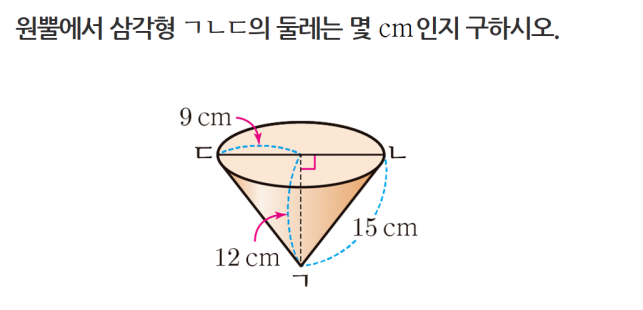 원뿔에서 삼각형 ㄱㄴㄷ의 둘레는 몇 cm인지 구하시오.
9 cm
ㄷ
ㄴ
15 cm
12 cm
ㄱ